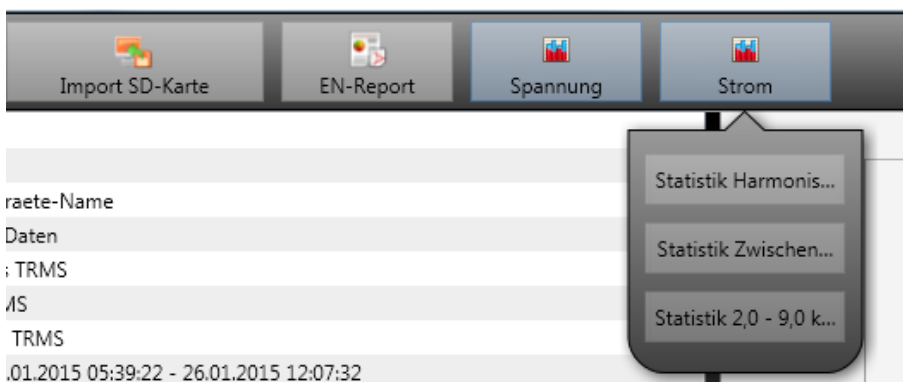 Import SD-Karte
EN-Report
Spannung
Strom
Statistik Harmonis...
Statistik Zwischen...
Statistik 2,0 - 9,0 k...
raete-Name
Daten
TRMS
MS
TRMS
.01.2015 05:39:22 - 26.01.2015 12:07:32